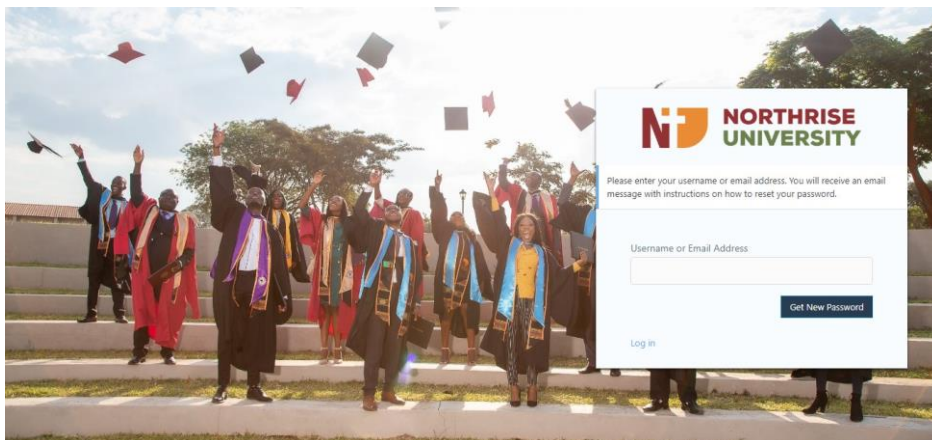 NORTHRISE
UNIVERSITY
Please enter your username or email address. You will receive an email
message with instructions on how to reset your password.
Username or Email Address
Get New Password
Log in